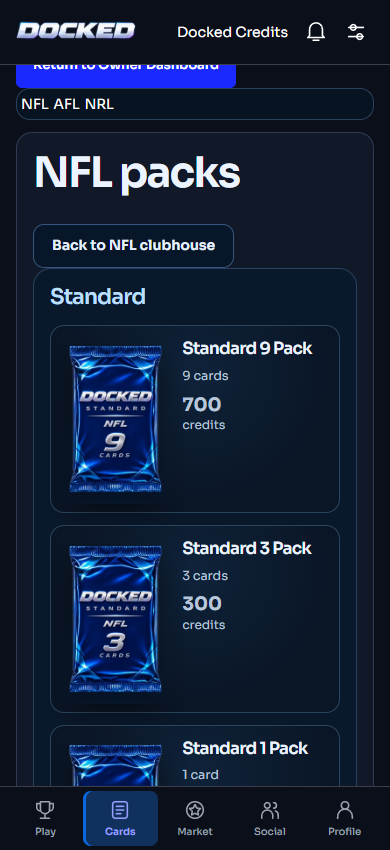 DOCKED
Docked Credits
Return to Owner Dashboard
NFL AFL NRL
NFL packs
Back to NFL clubhouse
Standard
DOCKED
STANDARD
NFL
9
CARDS
Standard 9 Pack
9 cards
700
credits
DOCKED
STANDARD
NFL
3
CARDS
Standard 3 Pack
3 cards
300
credits
Standard 1 Pack
1 card
Play
Cards
Market
Social
Profile